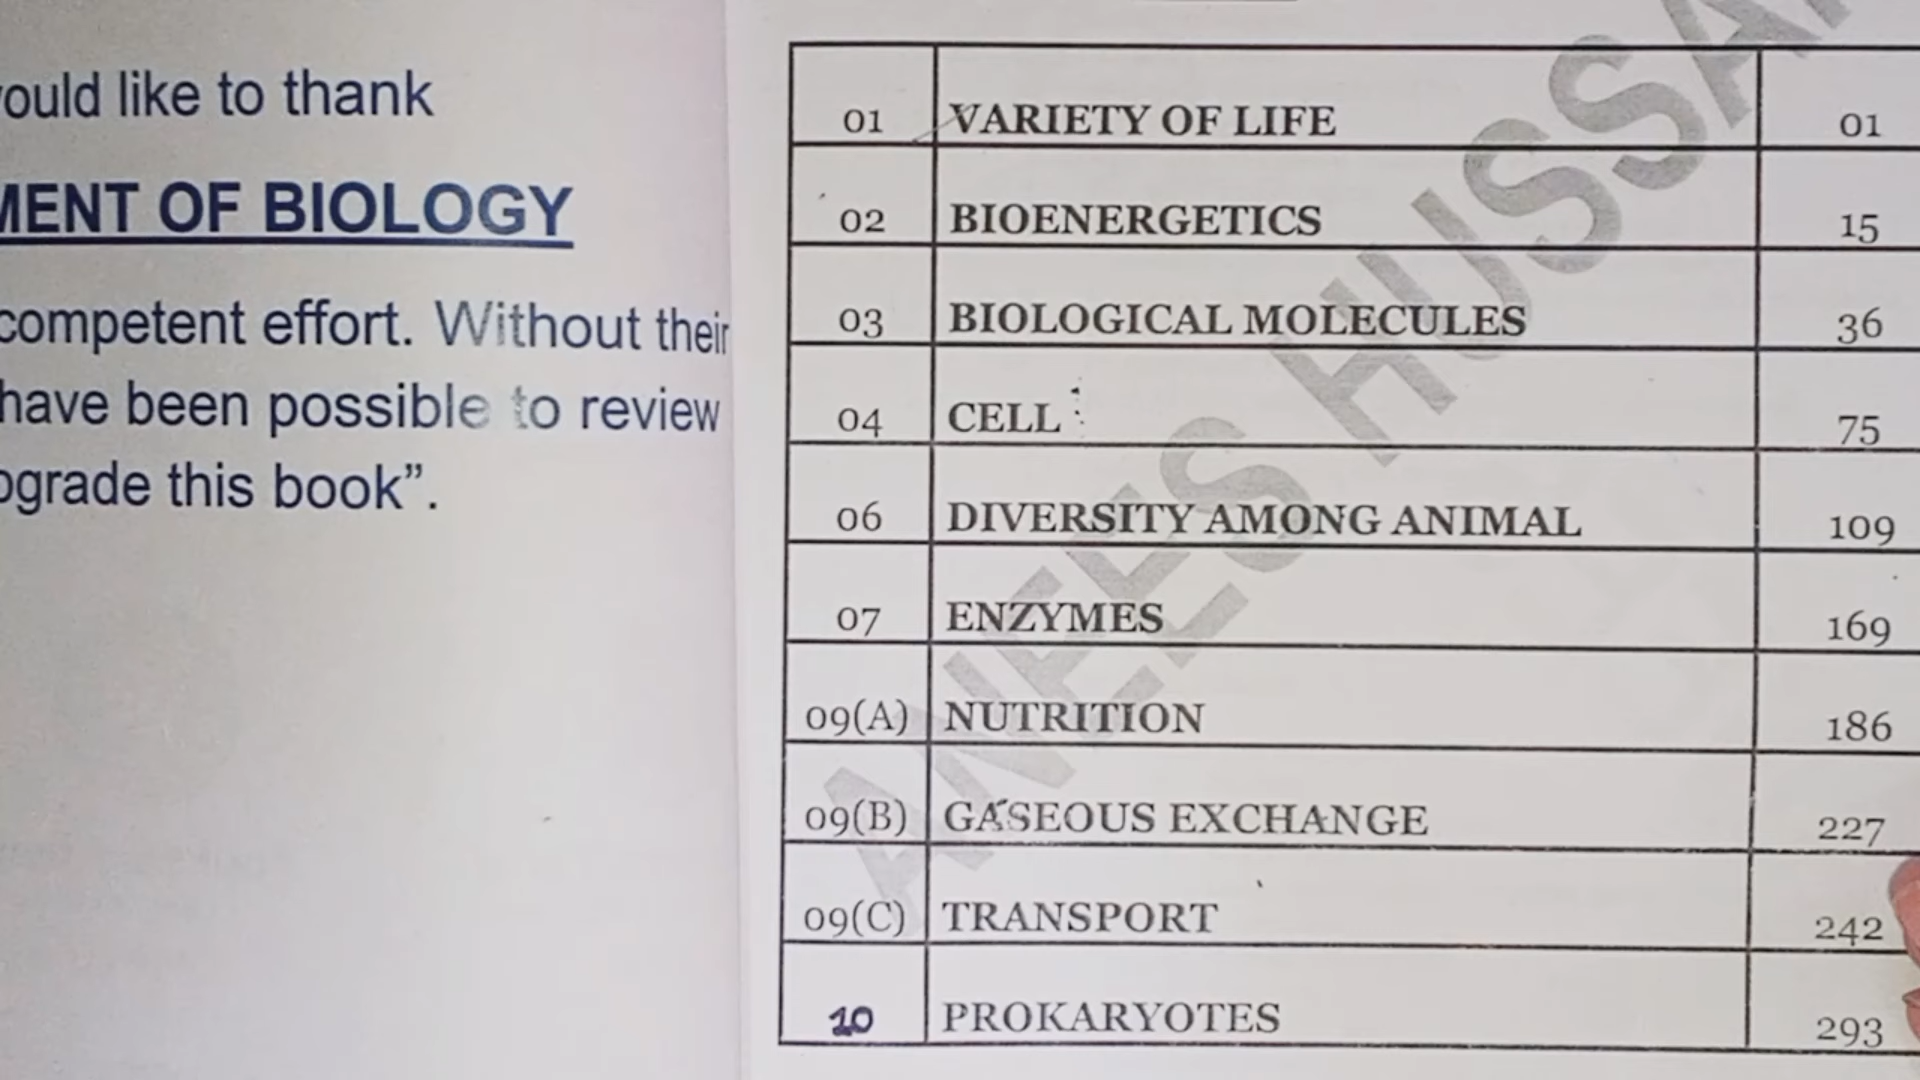 ould like to thank
MENT OF BIOLOGY
competent effort. Without their
have been possible to review
pgrade this book”.
01 VARIETY OF LIFE 01
02 BIOENERGETICS 15
03 BIOLOGICAL MOLECULES 36
04 CELL 75
06 DIVERSITY AMONG ANIMAL 109
07 ENZYMES 169
09(A) NUTRITION 186
09(B) GASEOUS EXCHANGE 227
09(C) TRANSPORT 242
10 PROKARYOTES 293
ANEES HUSSA